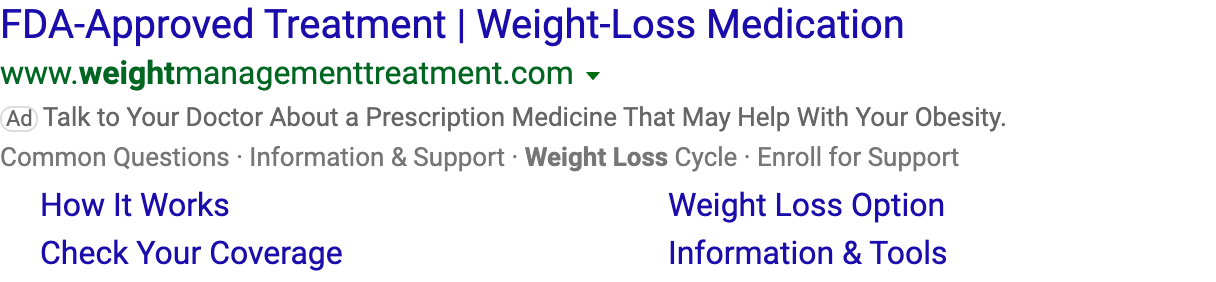 FDA-Approved Treatment | Weight-Loss Medication
www.weightmanagementtreatment.com
Ad Talk to Your Doctor About a Prescription Medicine That May Help With Your Obesity.
Common Questions · Information & Support · Weight Loss Cycle · Enroll for Support
How It Works Weight Loss Option
Check Your Coverage Information & Tools